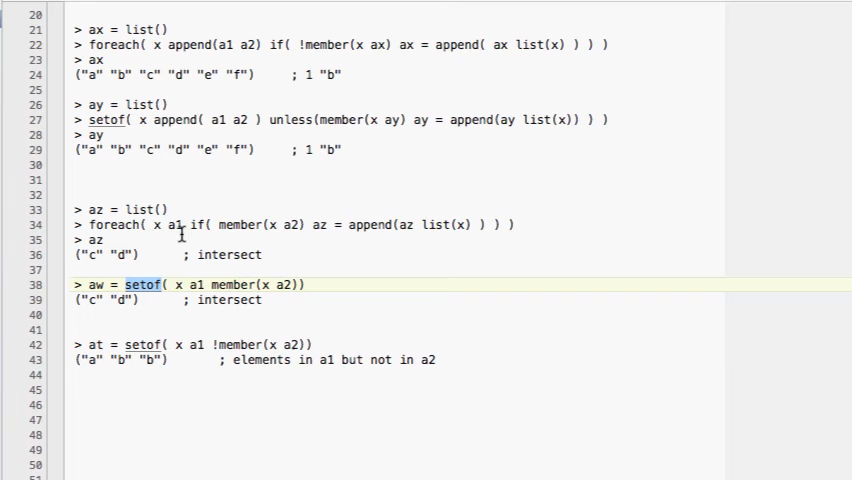 20
21 > ax = list()
22 > foreach( x append(a1 a2) if( !member(x ax) ax = append( ax list(x) ) ) )
23 > ax
24 ("a" "b" "c" "d" "e" "f") ; 1 "b"
25
26 > ay = list()
27 > setof( x append( a1 a2 ) unless(member(x ay) ay = append(ay list(x)) ) )
28 > ay
29 ("a" "b" "c" "d" "e" "f") ; 1 "b"
30
31
32
33 > az = list()
34 > foreach( x a1 if( member(x a2) az = append(az list(x) ) ) )
35 > az
36 ("c" "d") ; intersect
37
38 > aw = setof( x a1 member(x a2))
39 ("c" "d") ; intersect
40
41
42 > at = setof( x a1 !member(x a2))
43 ("a" "b" "b") ; elements in a1 but not in a2
44
45
46
47
48
49
50
51